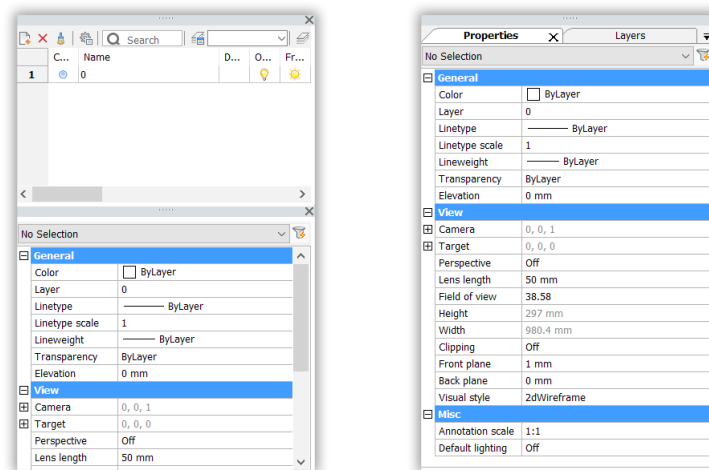 Search
C... Name D... O... Fr...
1 0
No Selection
General
Color ByLayer
Layer 0
Linetype ByLayer
Linetype scale 1
Lineweight ByLayer
Transparency ByLayer
Elevation 0 mm
View
Camera 0, 0, 1
Target 0, 0, 0
Perspective Off
Lens length 50 mm
Properties Layers
No Selection
General
Color ByLayer
Layer 0
Linetype ByLayer
Linetype scale 1
Lineweight ByLayer
Transparency ByLayer
Elevation 0 mm
View
Camera 0, 0, 1
Target 0, 0, 0
Perspective Off
Lens length 50 mm
Field of view 38.58
Height 297 mm
Width 980.4 mm
Clipping Off
Front plane 1 mm
Back plane 0 mm
Visual style 2dWireframe
Misc
Annotation scale 1:1
Default lighting Off